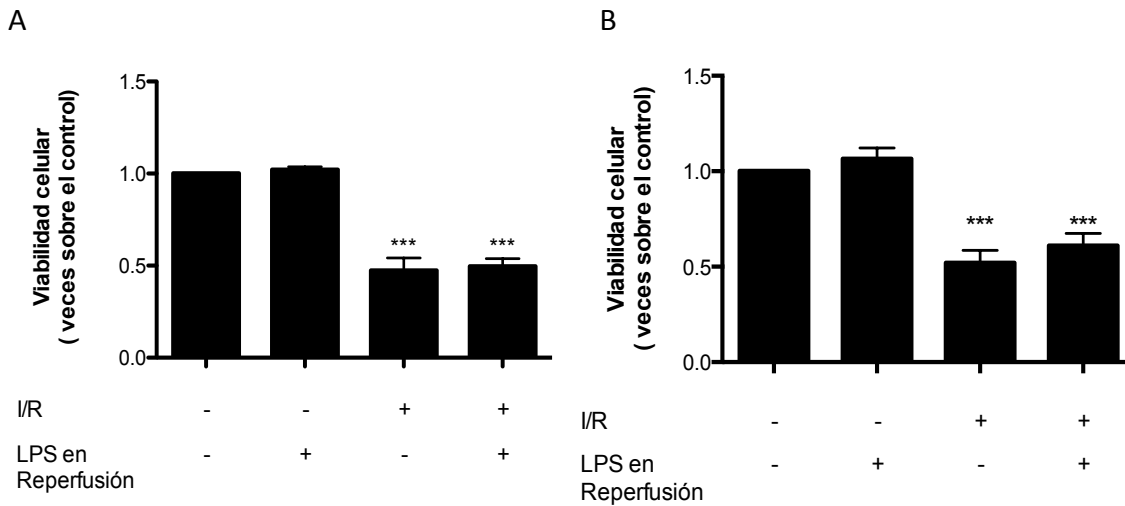 A
Viabilidad celular
( veces sobre el control)
1.5
1.0
0.5
0.0
*** ***
I/R - - + +
LPS en
Reperfusión - + - +
B
Viabilidad celular
( veces sobre el control)
1.5
1.0
0.5
0.0
*** ***
I/R - - + +
LPS en
Reperfusión - + - +